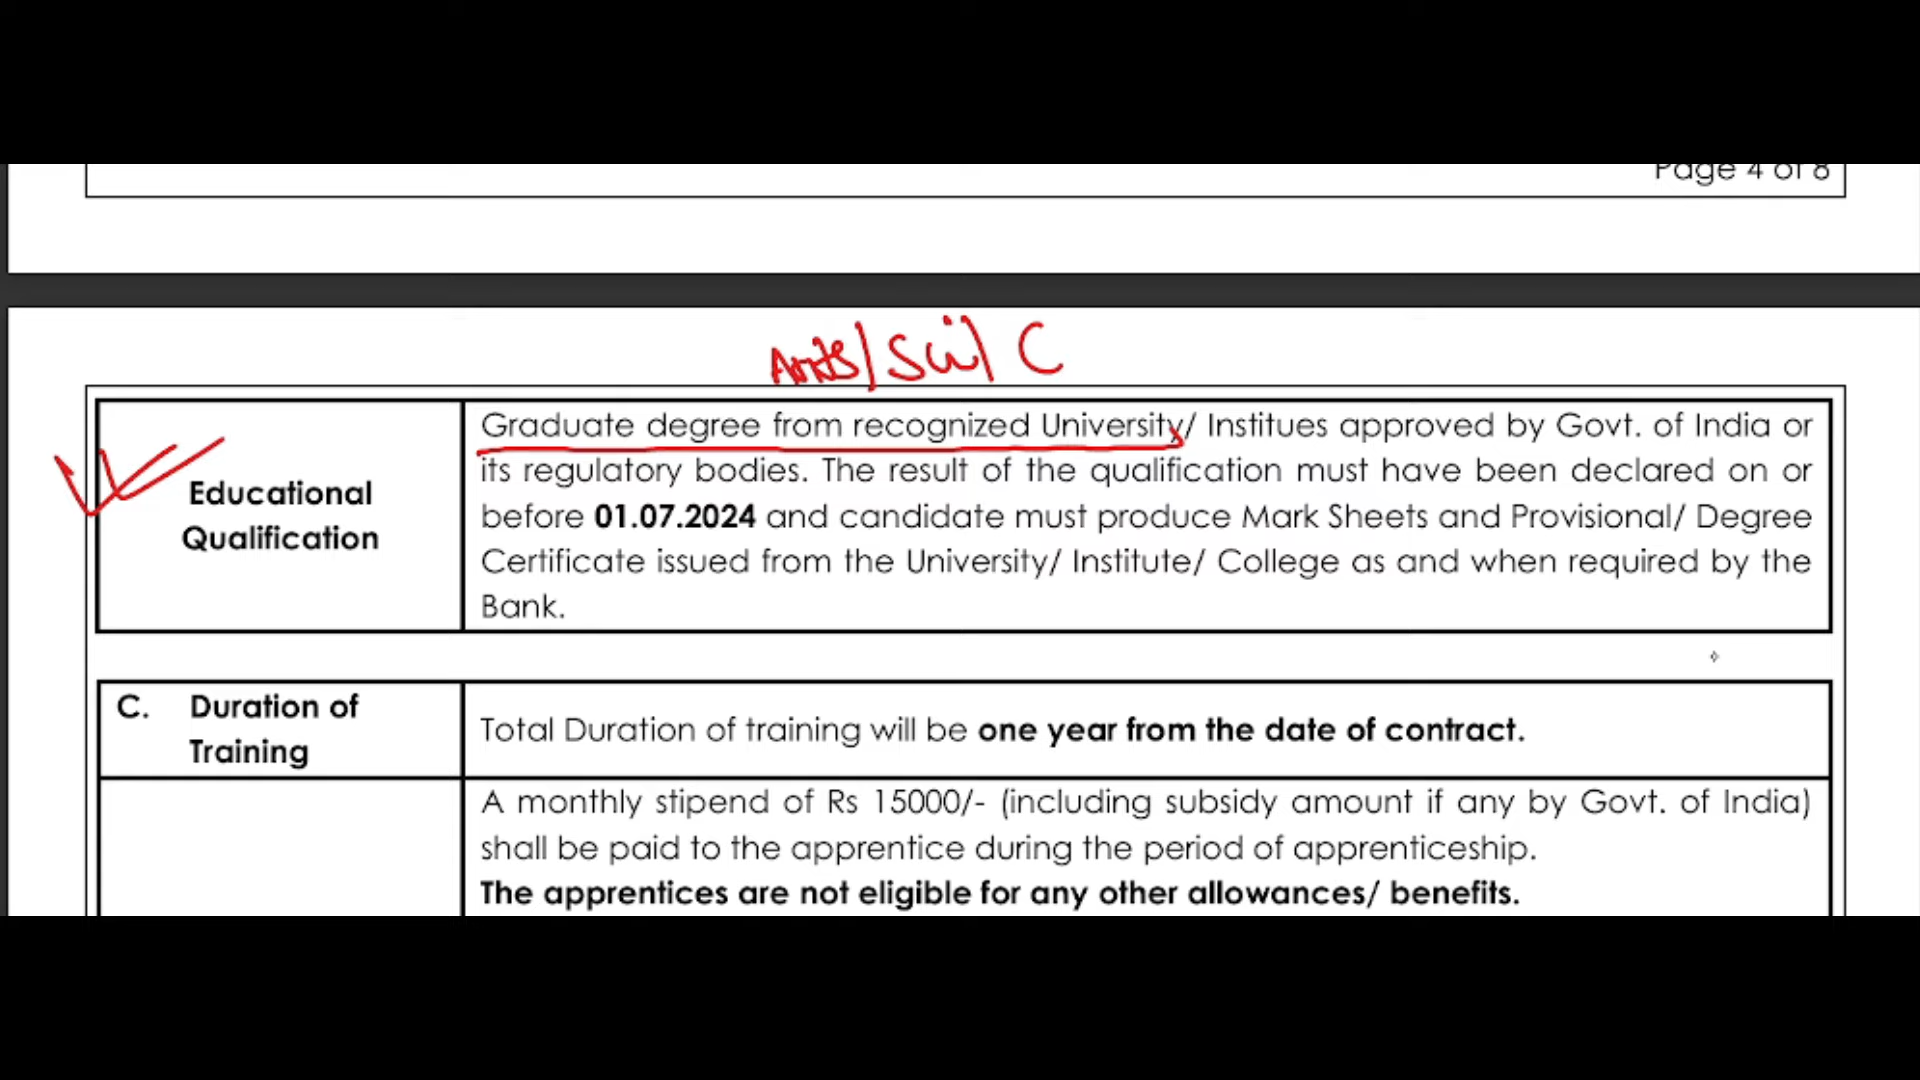 Page 4 of 8
Arts/Sci/ C
Graduate degree from recognized University/ Institues approved by Govt. of India or
its regulatory bodies. The result of the qualification must have been declared on or
before 01.07.2024 and candidate must produce Mark Sheets and Provisional/ Degree
Certificate issued from the University/ Institute/ College as and when required by the
Bank.
Educational
Qualification
C. Duration of
Training
Total Duration of training will be one year from the date of contract.
A monthly stipend of Rs 15000/- (including subsidy amount if any by Govt. of India)
shall be paid to the apprentice during the period of apprenticeship.
The apprentices are not eligible for any other allowances/ benefits.